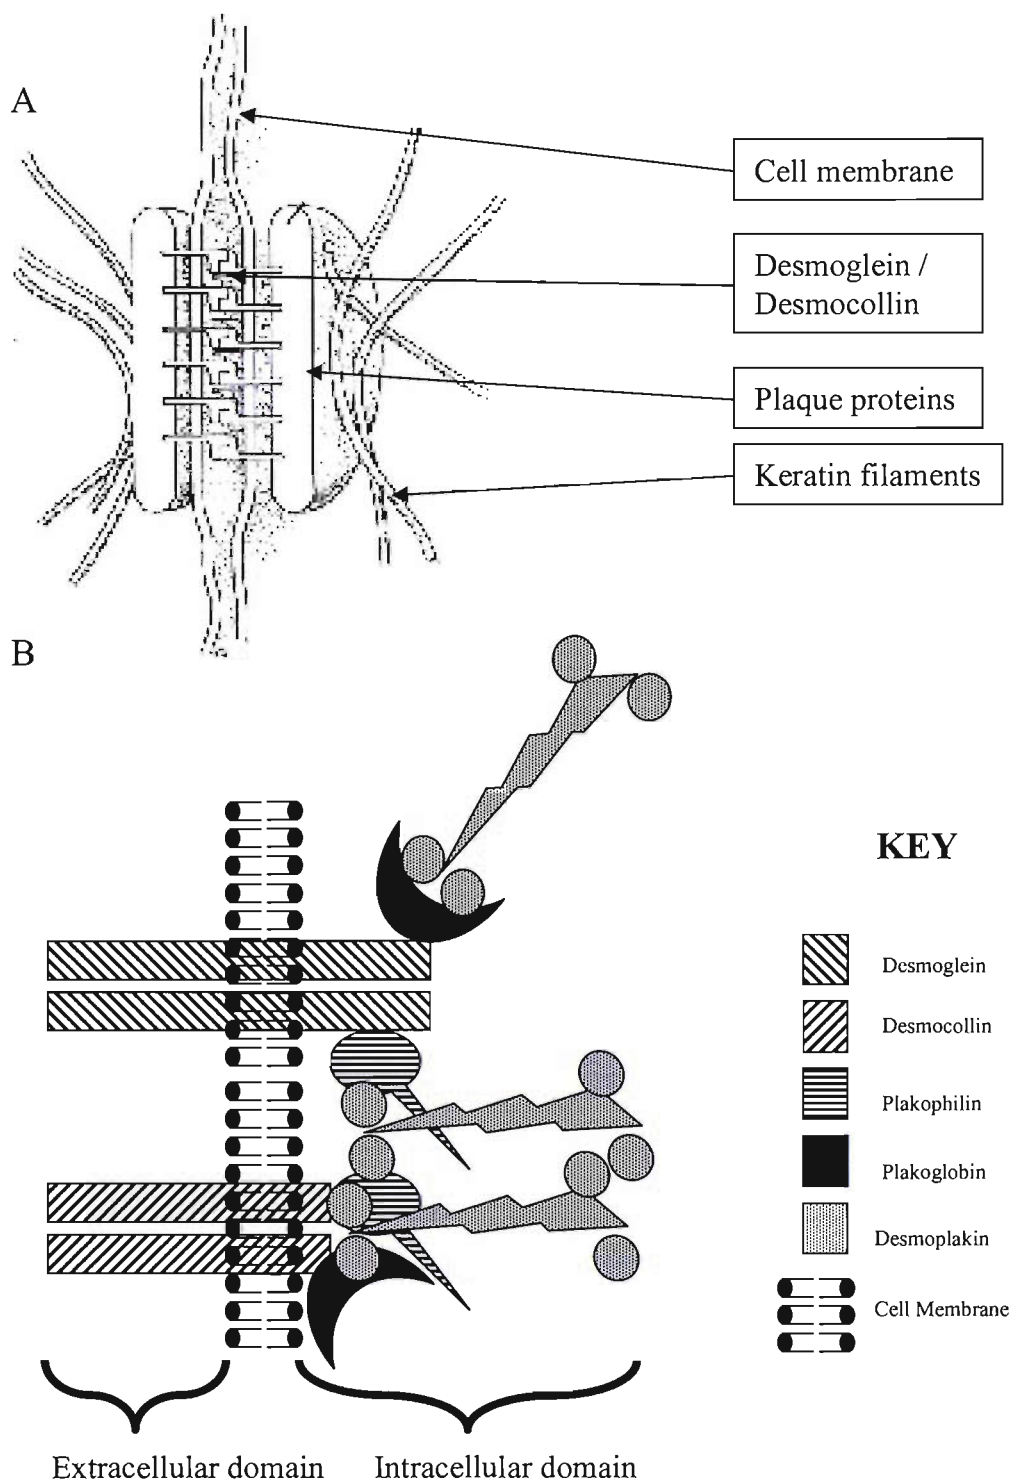 A
Cell membrane
Desmoglein /
Desmocollin
Plaque proteins
Keratin filaments
B
KEY
Desmoglein
Desmocollin
Plakophilin
Plakoglobin
Desmoplakin
Cell Membrane
Extracellular domain
Intracellular domain